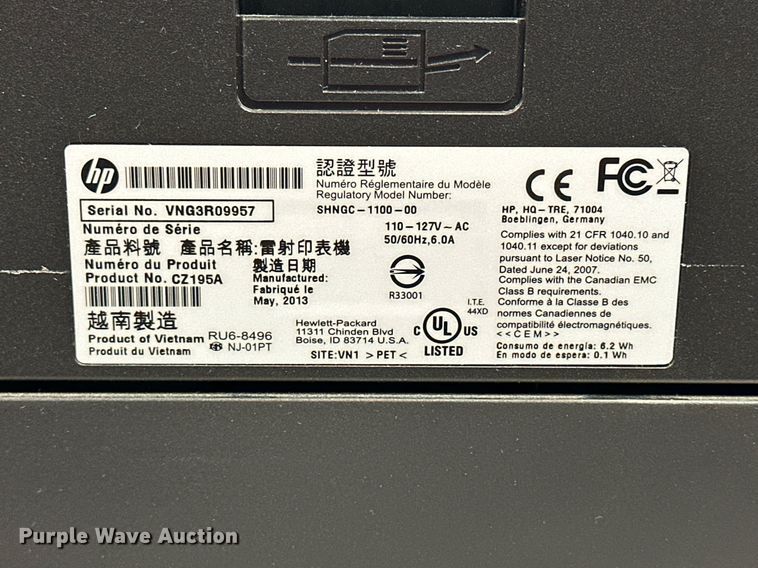 hp
認證型號
Numéro Réglementaire du Modèle
Regulatory Model Number:
SHNGC-1100-00
110-127V~ AC
50/60Hz,6.0A
Serial No. VNG3R09957
Numéro de Série
產品料號 產品名稱:雷射印表機
Numéro du Produit 製造日期
Product No. CZ195A
Manufactured:
Fabriqué le
May, 2013
R33001
越南製造
Product of Vietnam
Produit du Vietnam
RU6-8496
NJ-01PT
Hewlett-Packard
11311 Chinden Blvd
Boise, ID 83714 U.S.A.
SITE:VN1 >PET<
I.T.E.
44XD
C UL US
LISTED
CE FC
HP, HQ-TRE, 71004
Boeblingen, Germany
Complies with 21 CFR 1040.10 and
1040.11 except for deviations
pursuant to Laser Notice No. 50,
Dated June 24, 2007.
Complies with the Canadian EMC
Class B requirements.
Conforme à la Classe B des
normes Canadiennes de
compatibilité électromagnétiques.
<<CEM>>
Consumo de energía: 6.2 Wh
En modo de espera: 0.1 Wh
Purple Wave Auction